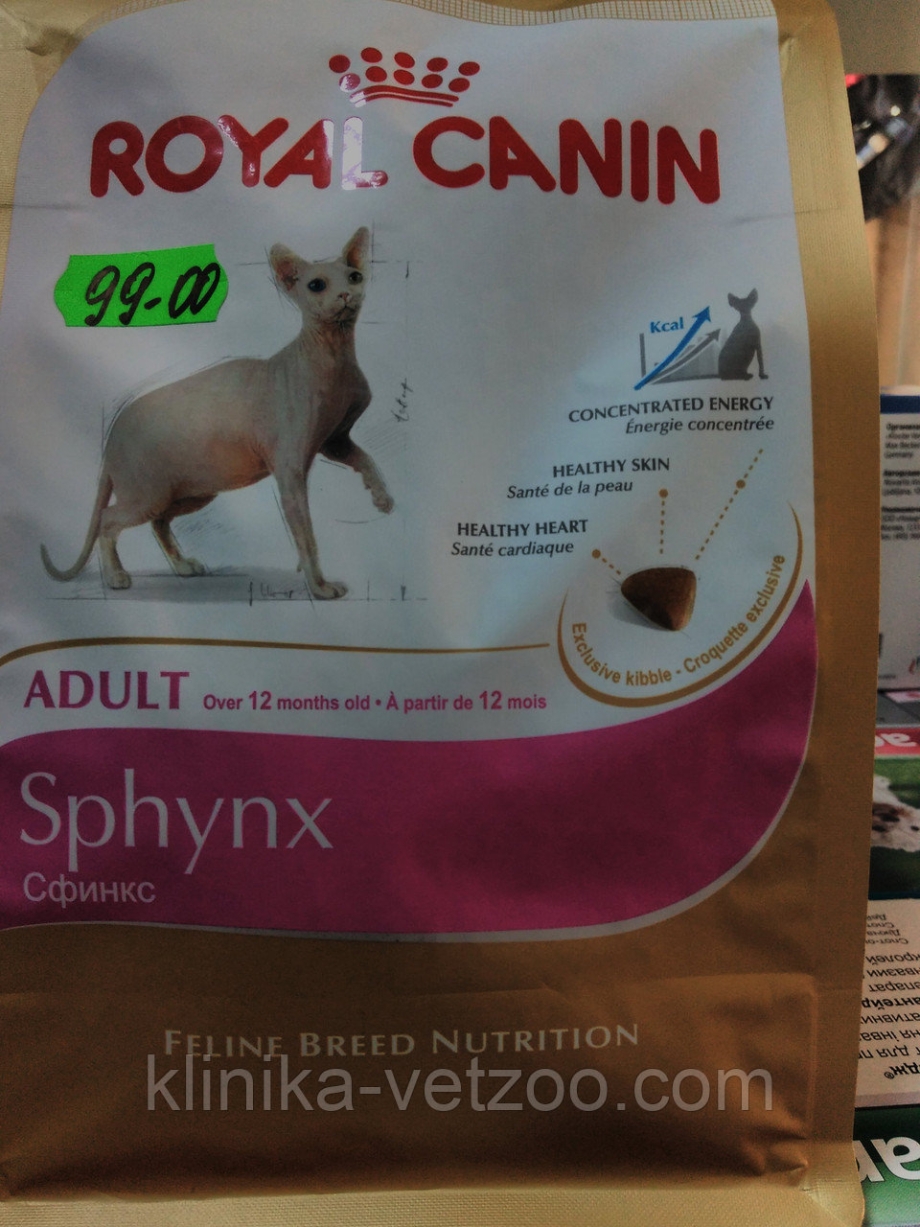 ROYAL CANIN
99-00
Kcal
CONCENTRATED ENERGY
Énergie concentrée
HEALTHY SKIN
Santé de la peau
HEALTHY HEART
Santé cardiaque
Exclusive kibble - Croquette exclusive
ADULT Over 12 months old • À partir de 12 mois
Sphynx
Сфинкс
FELINE BREED NUTRITION
klinika-vetzoo.com